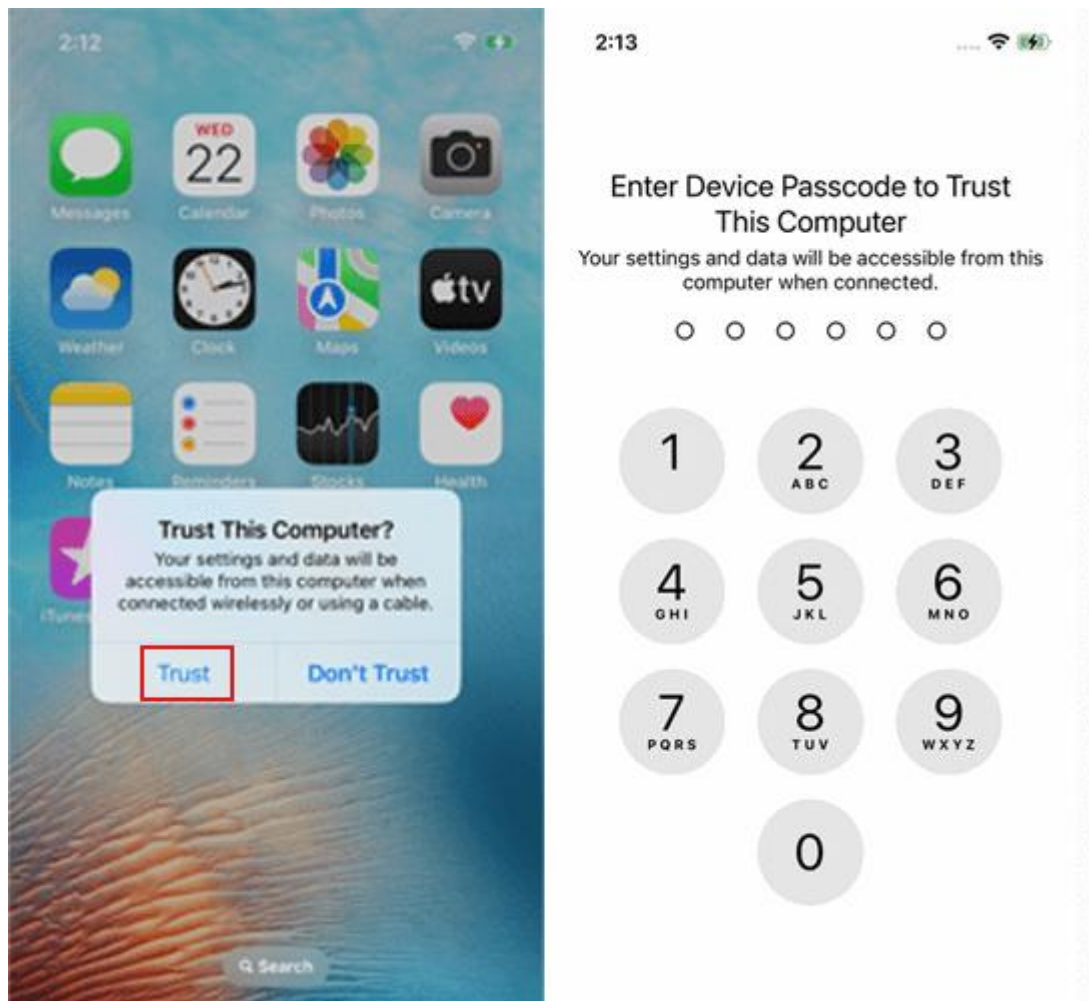 2:12
WED
22
Messages
Calendar
Photos
Camera
tv
Weather
Clock
Maps
Videos
Notes
Reminders
Stocks
Health
Trust This Computer?
Your settings and data will be
accessible from this computer when
connected wirelessly or using a cable.
Trust
Don't Trust
Search
2:13
Enter Device Passcode to Trust
This Computer
Your settings and data will be accessible from this
computer when connected.
1
2
ABC
3
DEF
4
GHI
5
JKL
6
MNO
7
PQRS
8
TUV
9
WXYZ
0